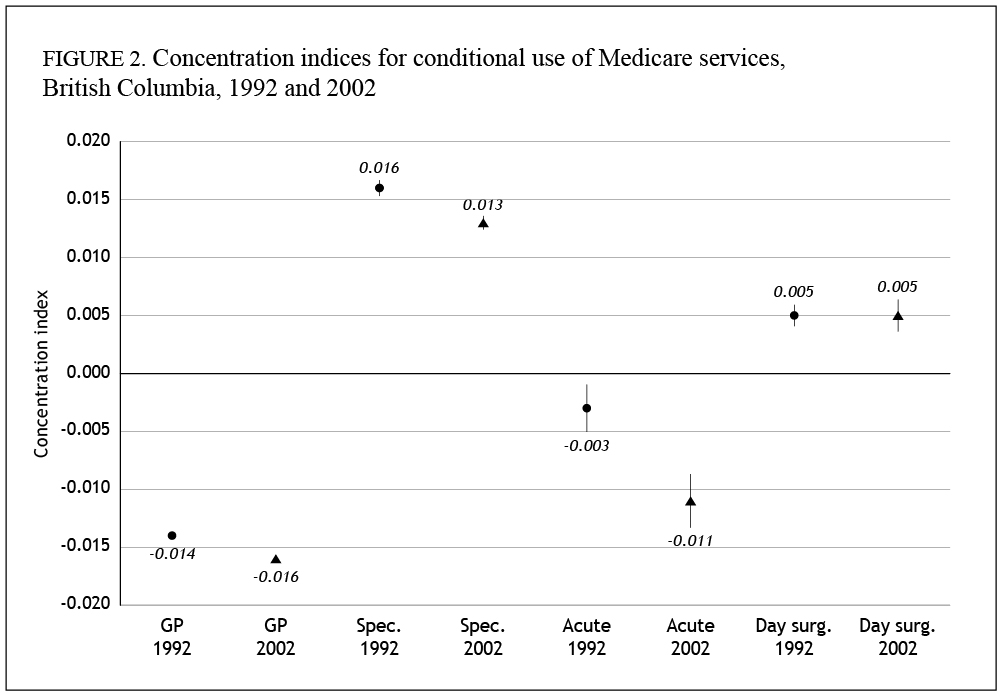 FIGURE 2. Concentration indices for conditional use of Medicare services,
British Columbia, 1992 and 2002
Concentration index
0.020
0.015
0.010
0.005
0.000
-0.005
-0.010
-0.015
-0.020
-0.014
-0.016
0.016
0.013
-0.003
-0.011
0.005
0.005
GP
1992
GP
2002
Spec.
1992
Spec.
2002
Acute
1992
Acute
2002
Day surg.
1992
Day surg.
2002